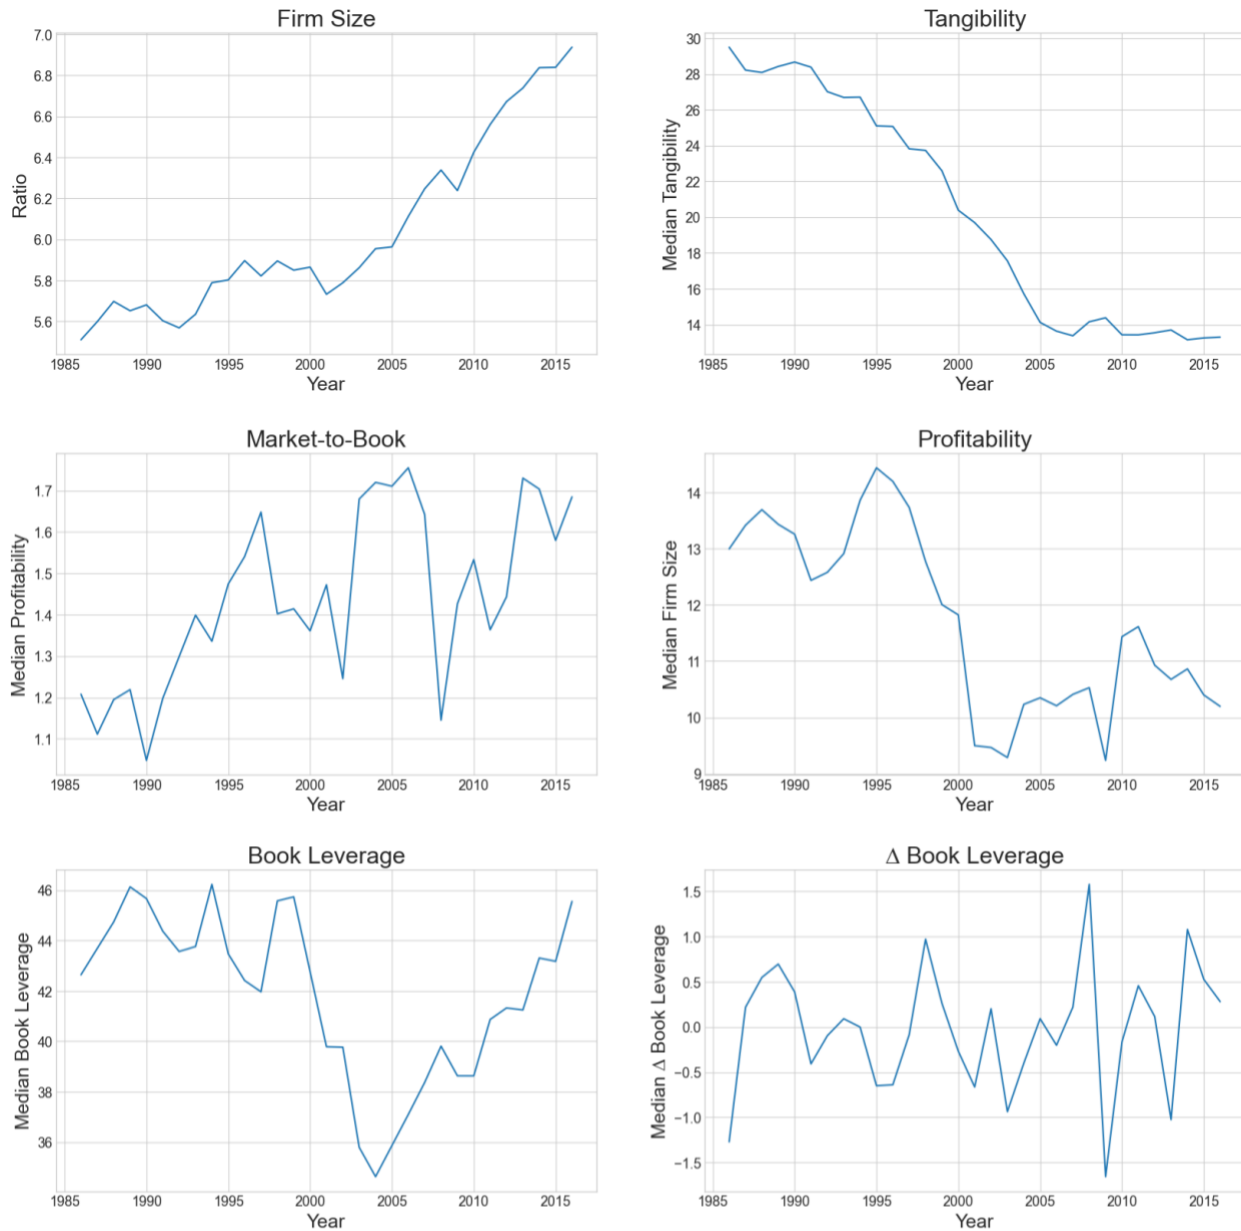 Firm Size
Ratio
7.0
6.8
6.6
6.4
6.2
6.0
5.8
5.6
1985 1990 1995 2000 2005 2010 2015
Year
Tangibility
Median Tangibility
30
28
26
24
22
20
18
16
14
1985 1990 1995 2000 2005 2010 2015
Year
Market-to-Book
Median Profitability
1.7
1.6
1.5
1.4
1.3
1.2
1.1
1985 1990 1995 2000 2005 2010 2015
Year
Profitability
Median Firm Size
14
13
12
11
10
9
1985 1990 1995 2000 2005 2010 2015
Year
Book Leverage
Median Book Leverage
46
44
42
40
38
36
1985 1990 1995 2000 2005 2010 2015
Year
Δ Book Leverage
Median Δ Book Leverage
1.5
1.0
0.5
0.0
−0.5
−1.0
−1.5
1985 1990 1995 2000 2005 2010 2015
Year